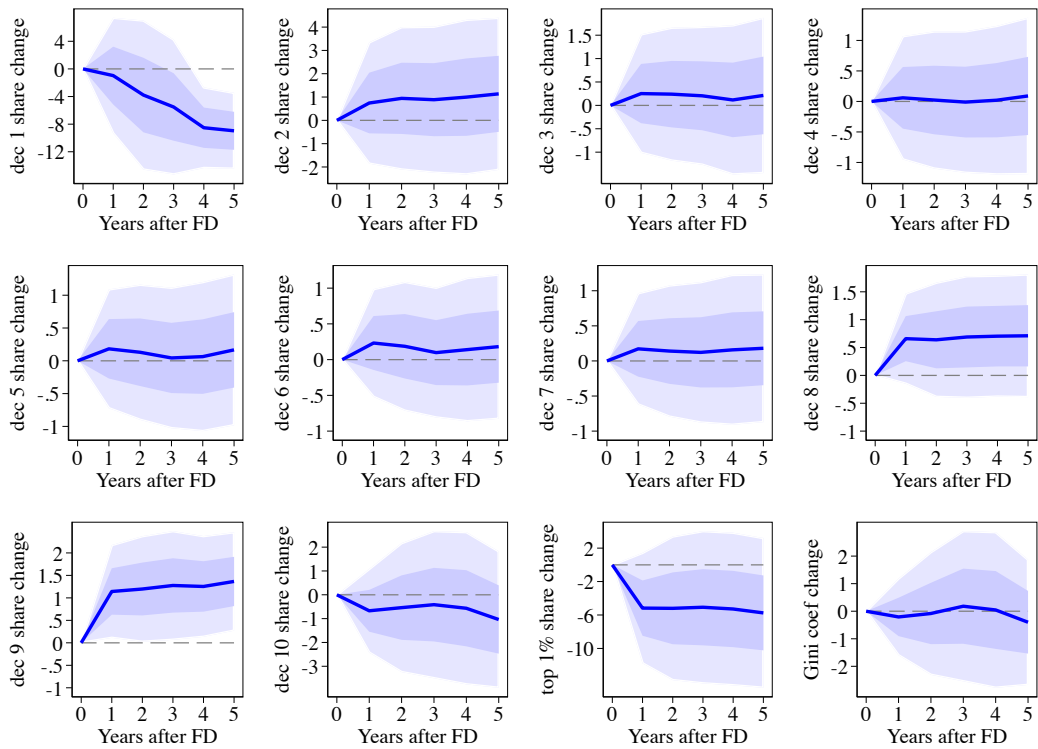 dec 1 share change
4
0
-4
-8
-12
0 1 2 3 4 5
Years after FD
dec 2 share change
4
3
2
1
0
-1
-2
0 1 2 3 4 5
Years after FD
dec 3 share change
1.5
1
.5
0
-.5
-1
0 1 2 3 4 5
Years after FD
dec 4 share change
1
.5
0
-.5
-1
0 1 2 3 4 5
Years after FD
dec 5 share change
1
.5
0
-.5
-1
0 1 2 3 4 5
Years after FD
dec 6 share change
1
.5
0
-.5
-1
0 1 2 3 4 5
Years after FD
dec 7 share change
1
.5
0
-.5
-1
0 1 2 3 4 5
Years after FD
dec 8 share change
1.5
1
.5
0
-.5
-1
0 1 2 3 4 5
Years after FD
dec 9 share change
2
1.5
1
.5
0
-.5
-1
0 1 2 3 4 5
Years after FD
dec 10 share change
2
1
0
-1
-2
-3
0 1 2 3 4 5
Years after FD
top 1% share change
2
-2
-6
-10
0 1 2 3 4 5
Years after FD
Gini coef change
2
1
0
-1
-2
0 1 2 3 4 5
Years after FD